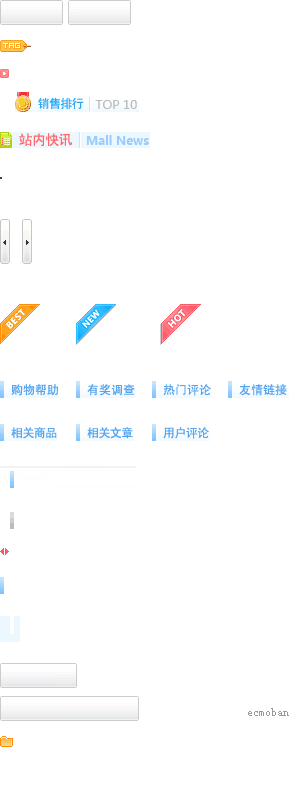 TAG
销售排行 TOP 10
站内快讯 Mall News
BEST NEW HOT
购物帮助 有奖调查 热门评论 友情链接
相关商品 相关文章 用户评论
ecmoban